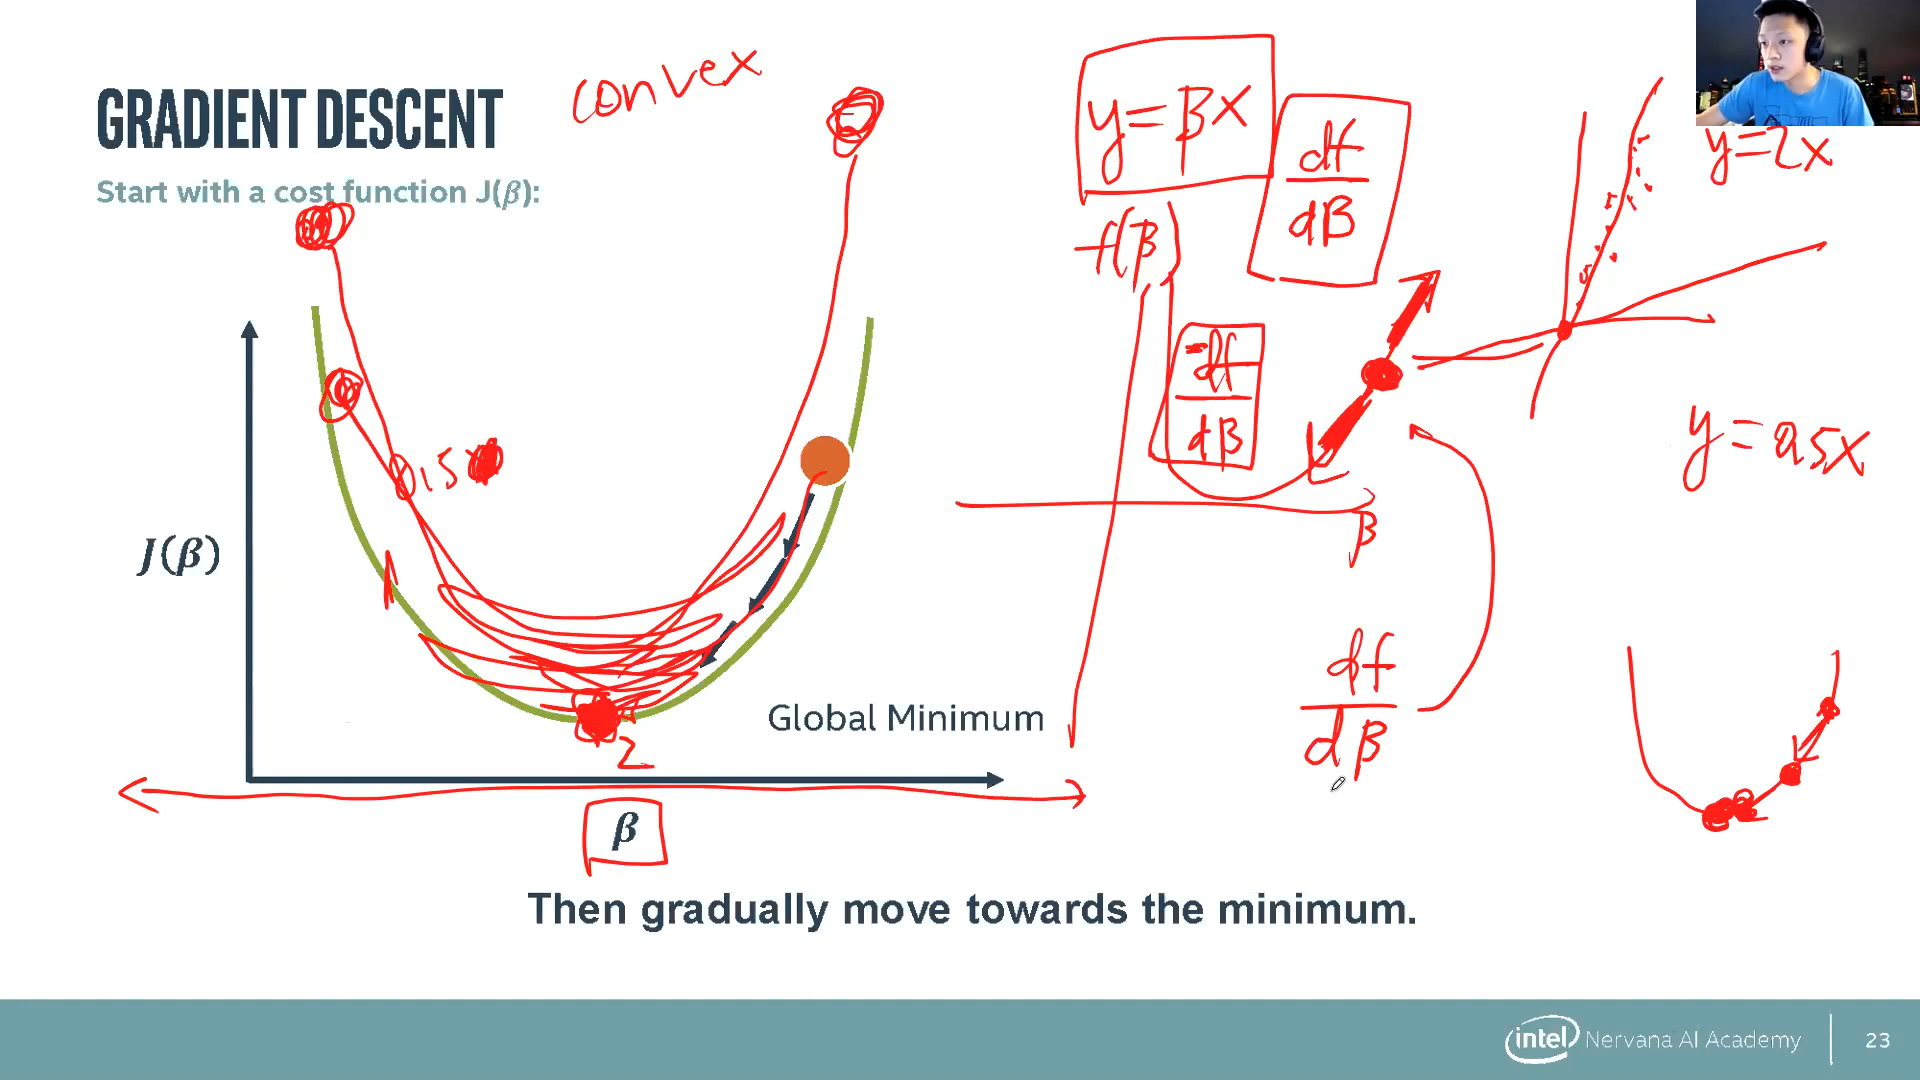 GRADIENT DESCENT
convex
Start with a cost function J(β):
y=βx
df
dβ
f(β)
y=2x
-df
dβ
y=0.5x
1.5
J(β)
β
df
dβ
Global Minimum
2
β
Then gradually move towards the minimum.
intel Nervana AI Academy
23